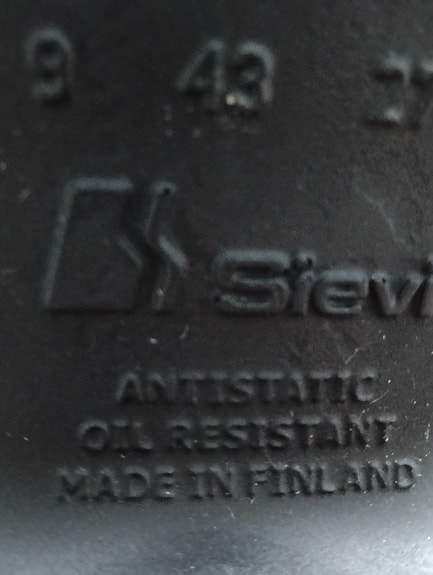 9 43
Sievi
ANTISTATIC
OIL RESISTANT
MADE IN FINLAND